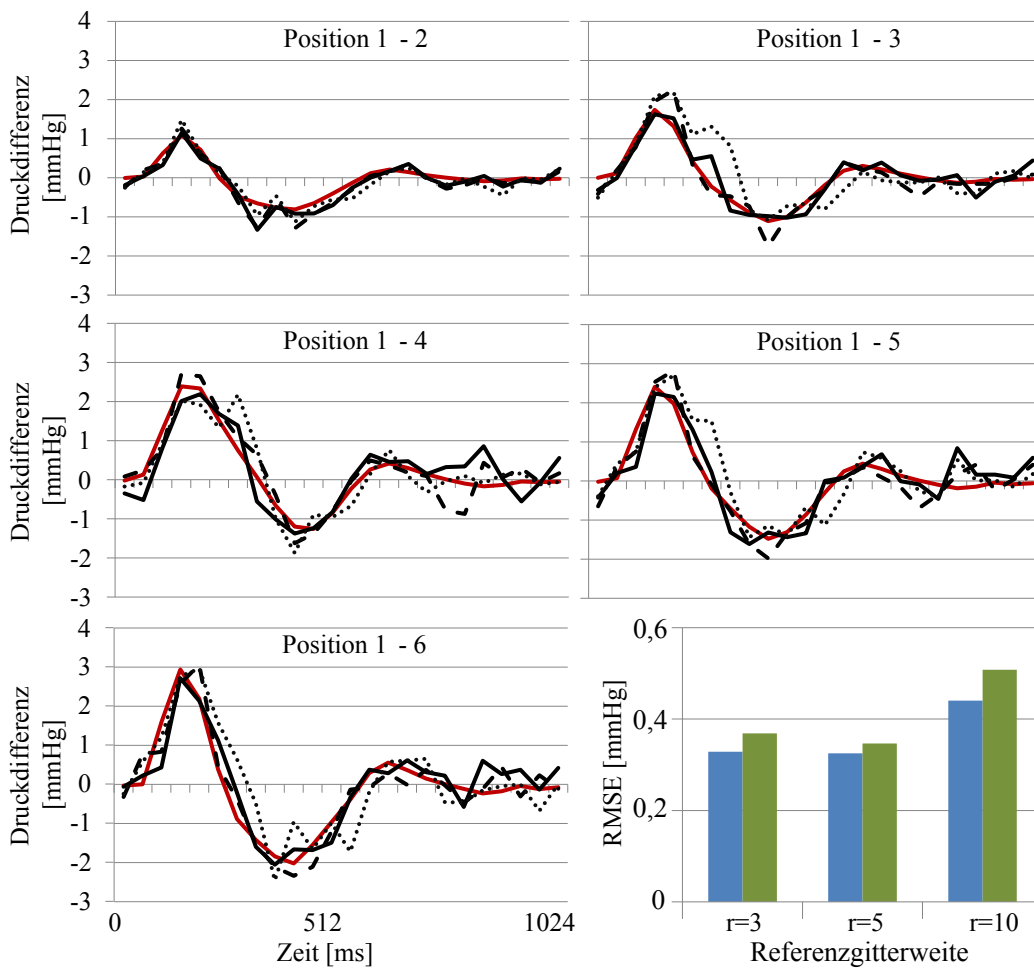 Position 1 - 2
Position 1 - 3
Druckdifferenz
[mmHg]
4
3
2
1
0
-1
-2
-3
Position 1 - 4
Position 1 - 5
Druckdifferenz
[mmHg]
4
3
2
1
0
-1
-2
-3
Position 1 - 6
Druckdifferenz
[mmHg]
4
3
2
1
0
-1
-2
-3
0
512
1024
Zeit [ms]
RMSE [mmHg]
0,6
0,4
0,2
0
r=3
r=5
r=10
Referenzgitterweite